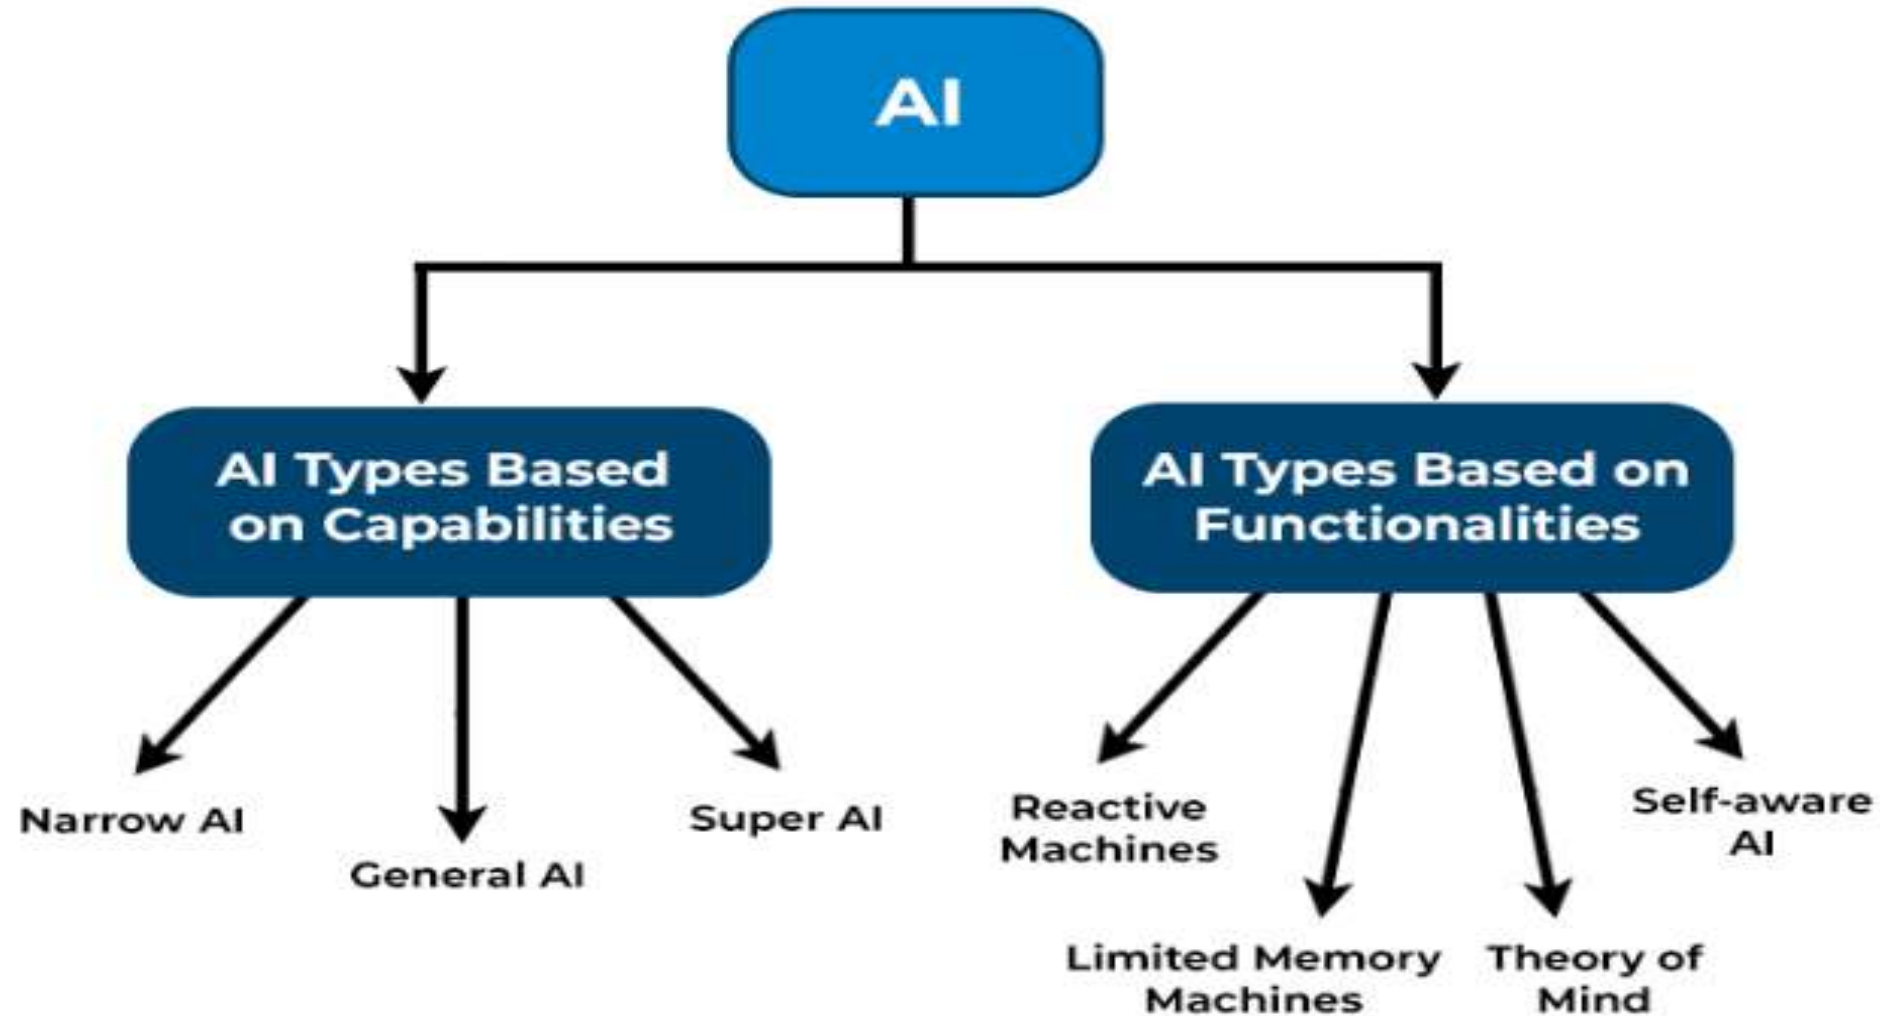 AI
AI Types Based
on Capabilities
AI Types Based on
Functionalities
Narrow AI
General AI
Super AI
Reactive
Machines
Limited Memory
Machines
Theory of
Mind
Self-aware
AI